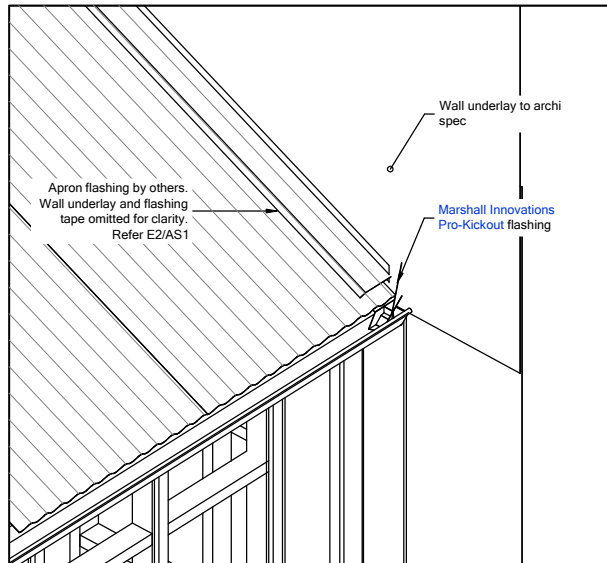 Wall underlay to archi
spec
Apron flashing by others.
Wall underlay and flashing
tape omitted for clarity.
Refer E2/AS1
Marshall Innovations
Pro-Kickout flashing